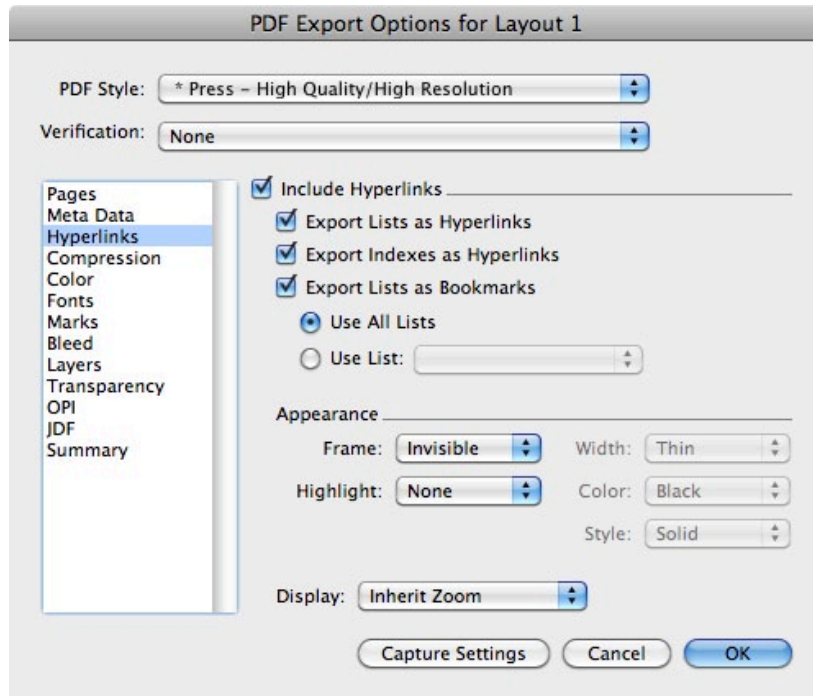 PDF Export Options for Layout 1
PDF Style: * Press – High Quality/High Resolution
Verification: None
Pages
Meta Data
Hyperlinks
Compression
Color
Fonts
Marks
Bleed
Layers
Transparency
OPI
JDF
Summary
Include Hyperlinks
Export Lists as Hyperlinks
Export Indexes as Hyperlinks
Export Lists as Bookmarks
Use All Lists
Use List:
Appearance
Frame: Invisible Width: Thin
Highlight: None Color: Black
Style: Solid
Display: Inherit Zoom
Capture Settings Cancel OK